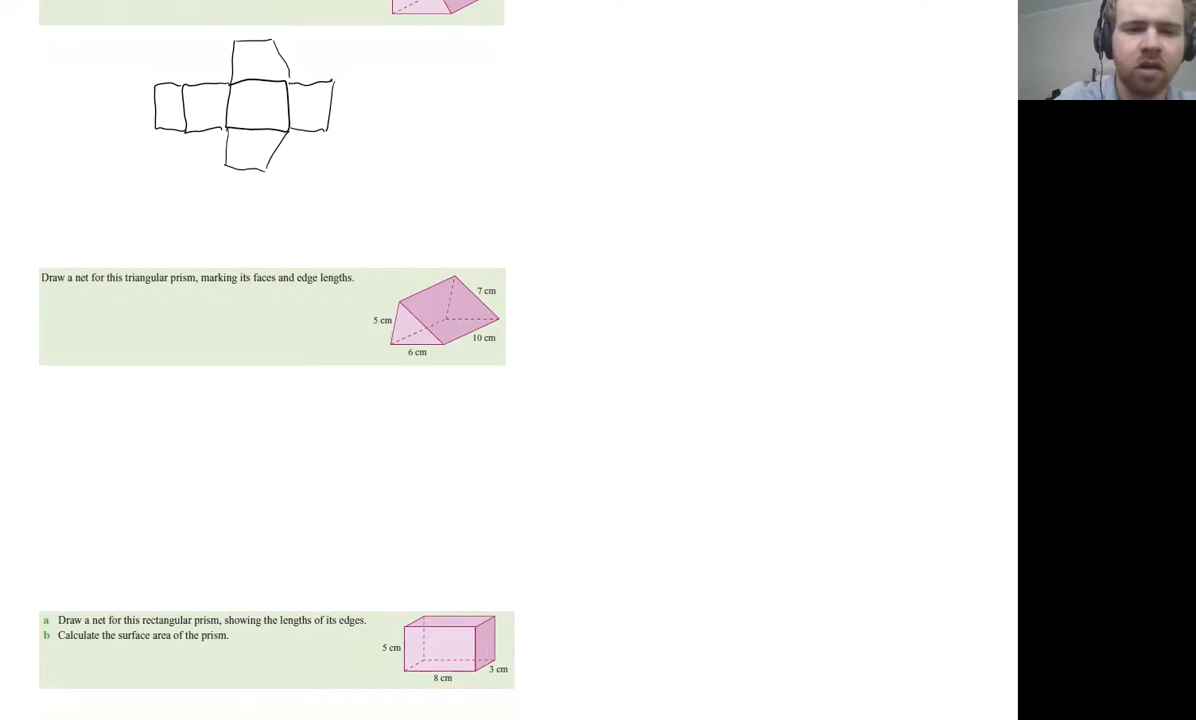 Draw a net for this triangular prism, marking its faces and edge lengths.
7 cm
5 cm
10 cm
6 cm
a Draw a net for this rectangular prism, showing the lengths of its edges.
b Calculate the surface area of the prism.
5 cm
3 cm
8 cm